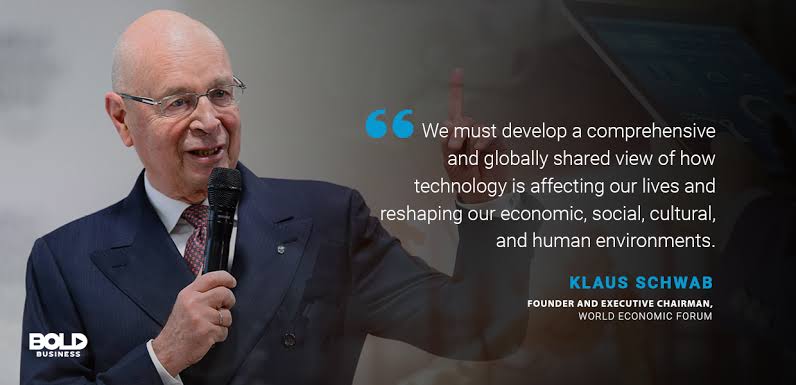 “ We must develop a comprehensive
and globally shared view of how
technology is affecting our lives and
reshaping our economic, social, cultural,
and human environments.
KLAUS SCHWAB
FOUNDER AND EXECUTIVE CHAIRMAN,
WORLD ECONOMIC FORUM
BOLD
BUSINESS